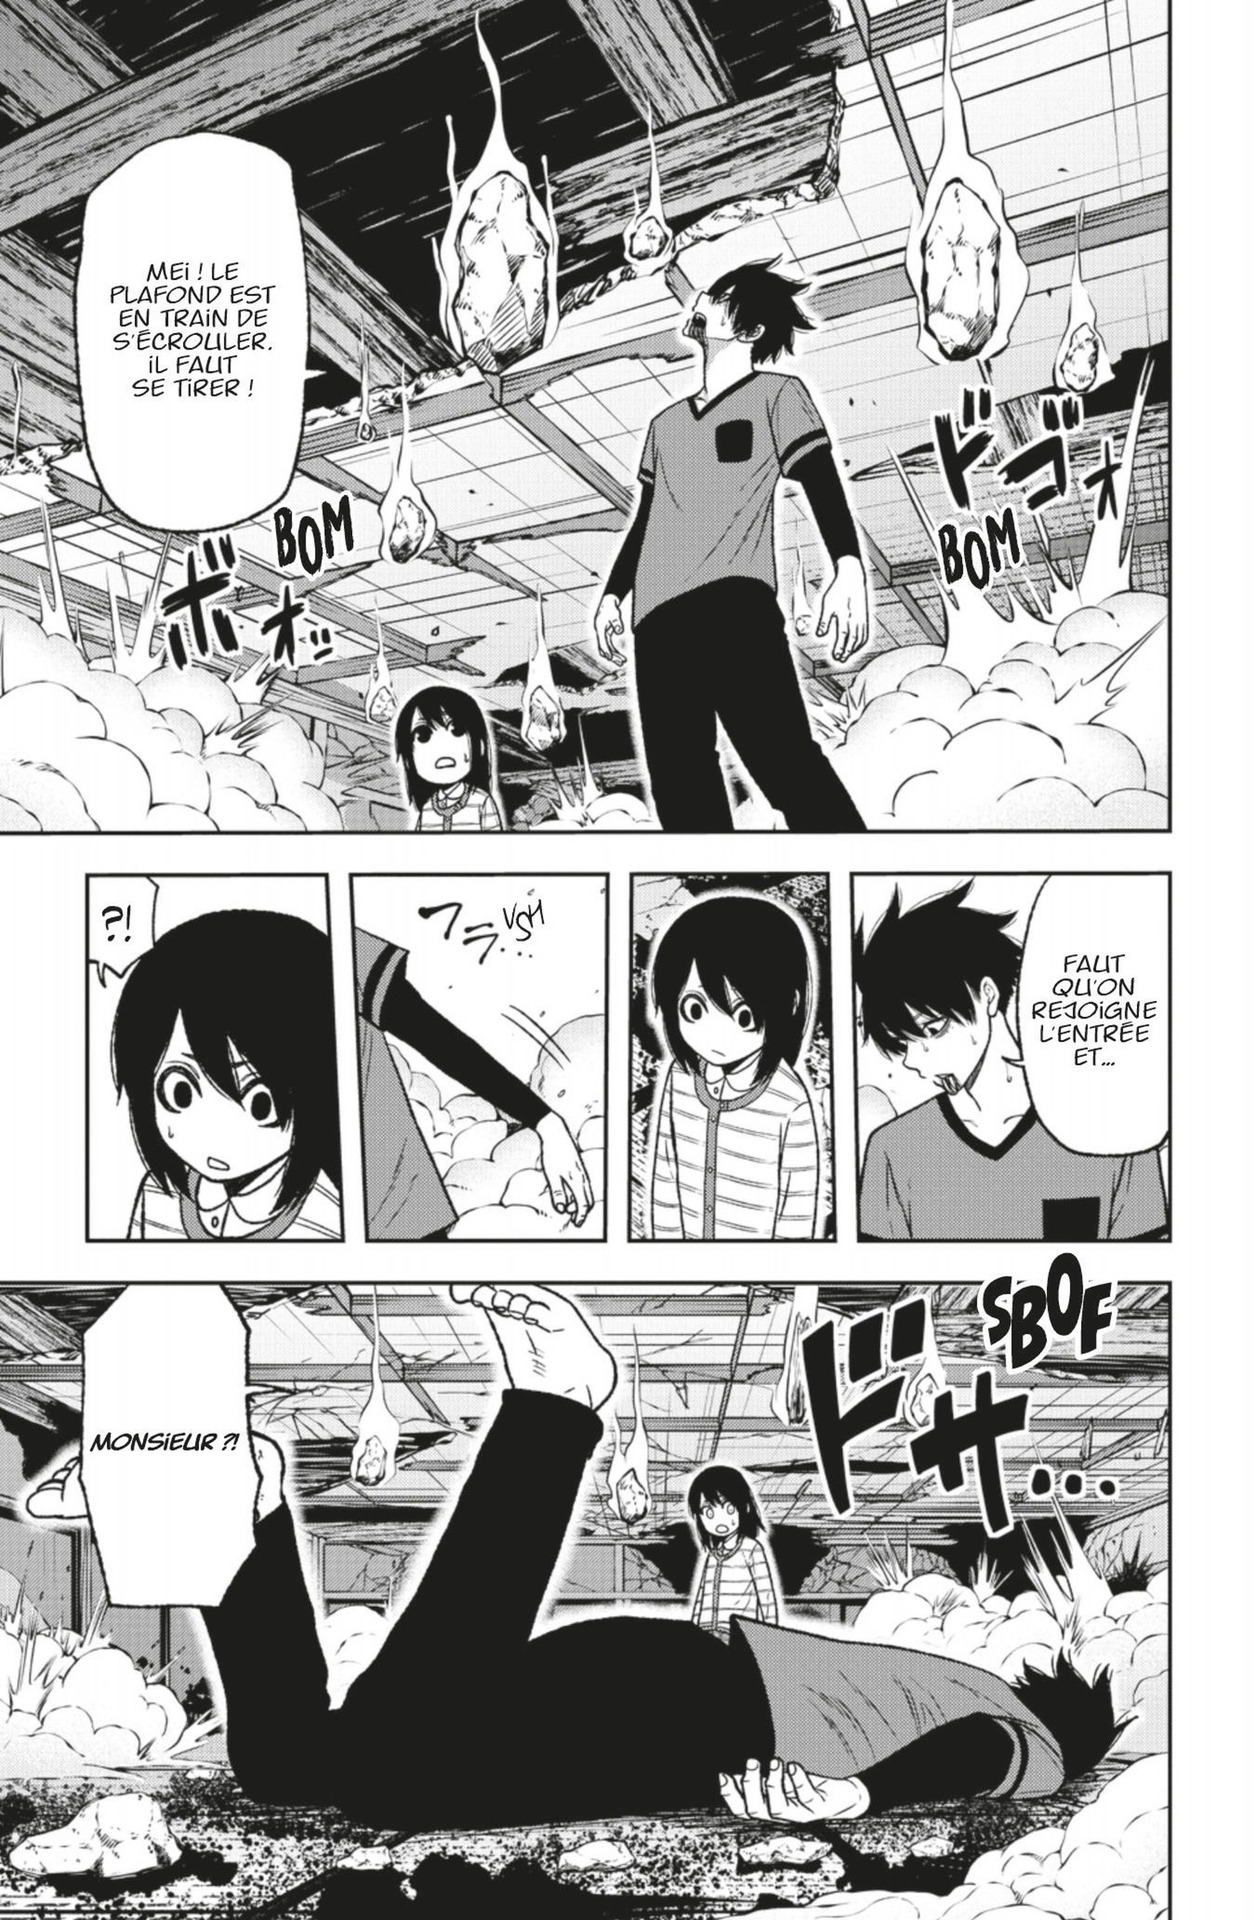 MEI ! LE
PLAFOND EST
EN TRAIN DE
S'ÉCROULER.
IL FAUT
SE TIRER !
ドゴォ
BOM
BOM
ボォ
FAUT
QU'ON
REJOIGNE
L'ENTRÉE
ET...
フラ...
VSH
?!
SBOF
ドサ...
MONSIEUR ?!